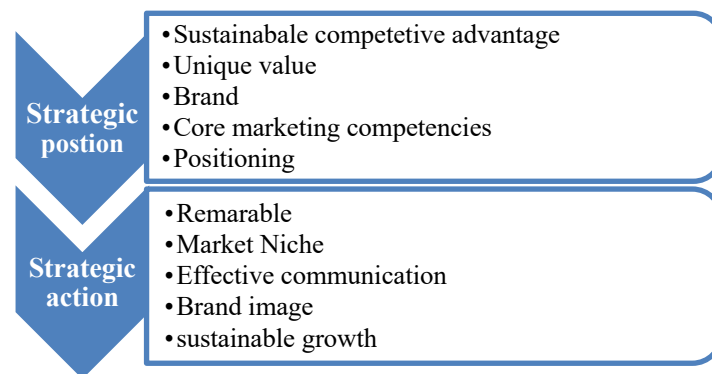 Strategic
postion
•Sustainabale competetive advantage
•Unique value
•Brand
•Core marketing competencies
•Positioning
Strategic
action
•Remarable
•Market Niche
•Effective communication
•Brand image
•sustainable growth